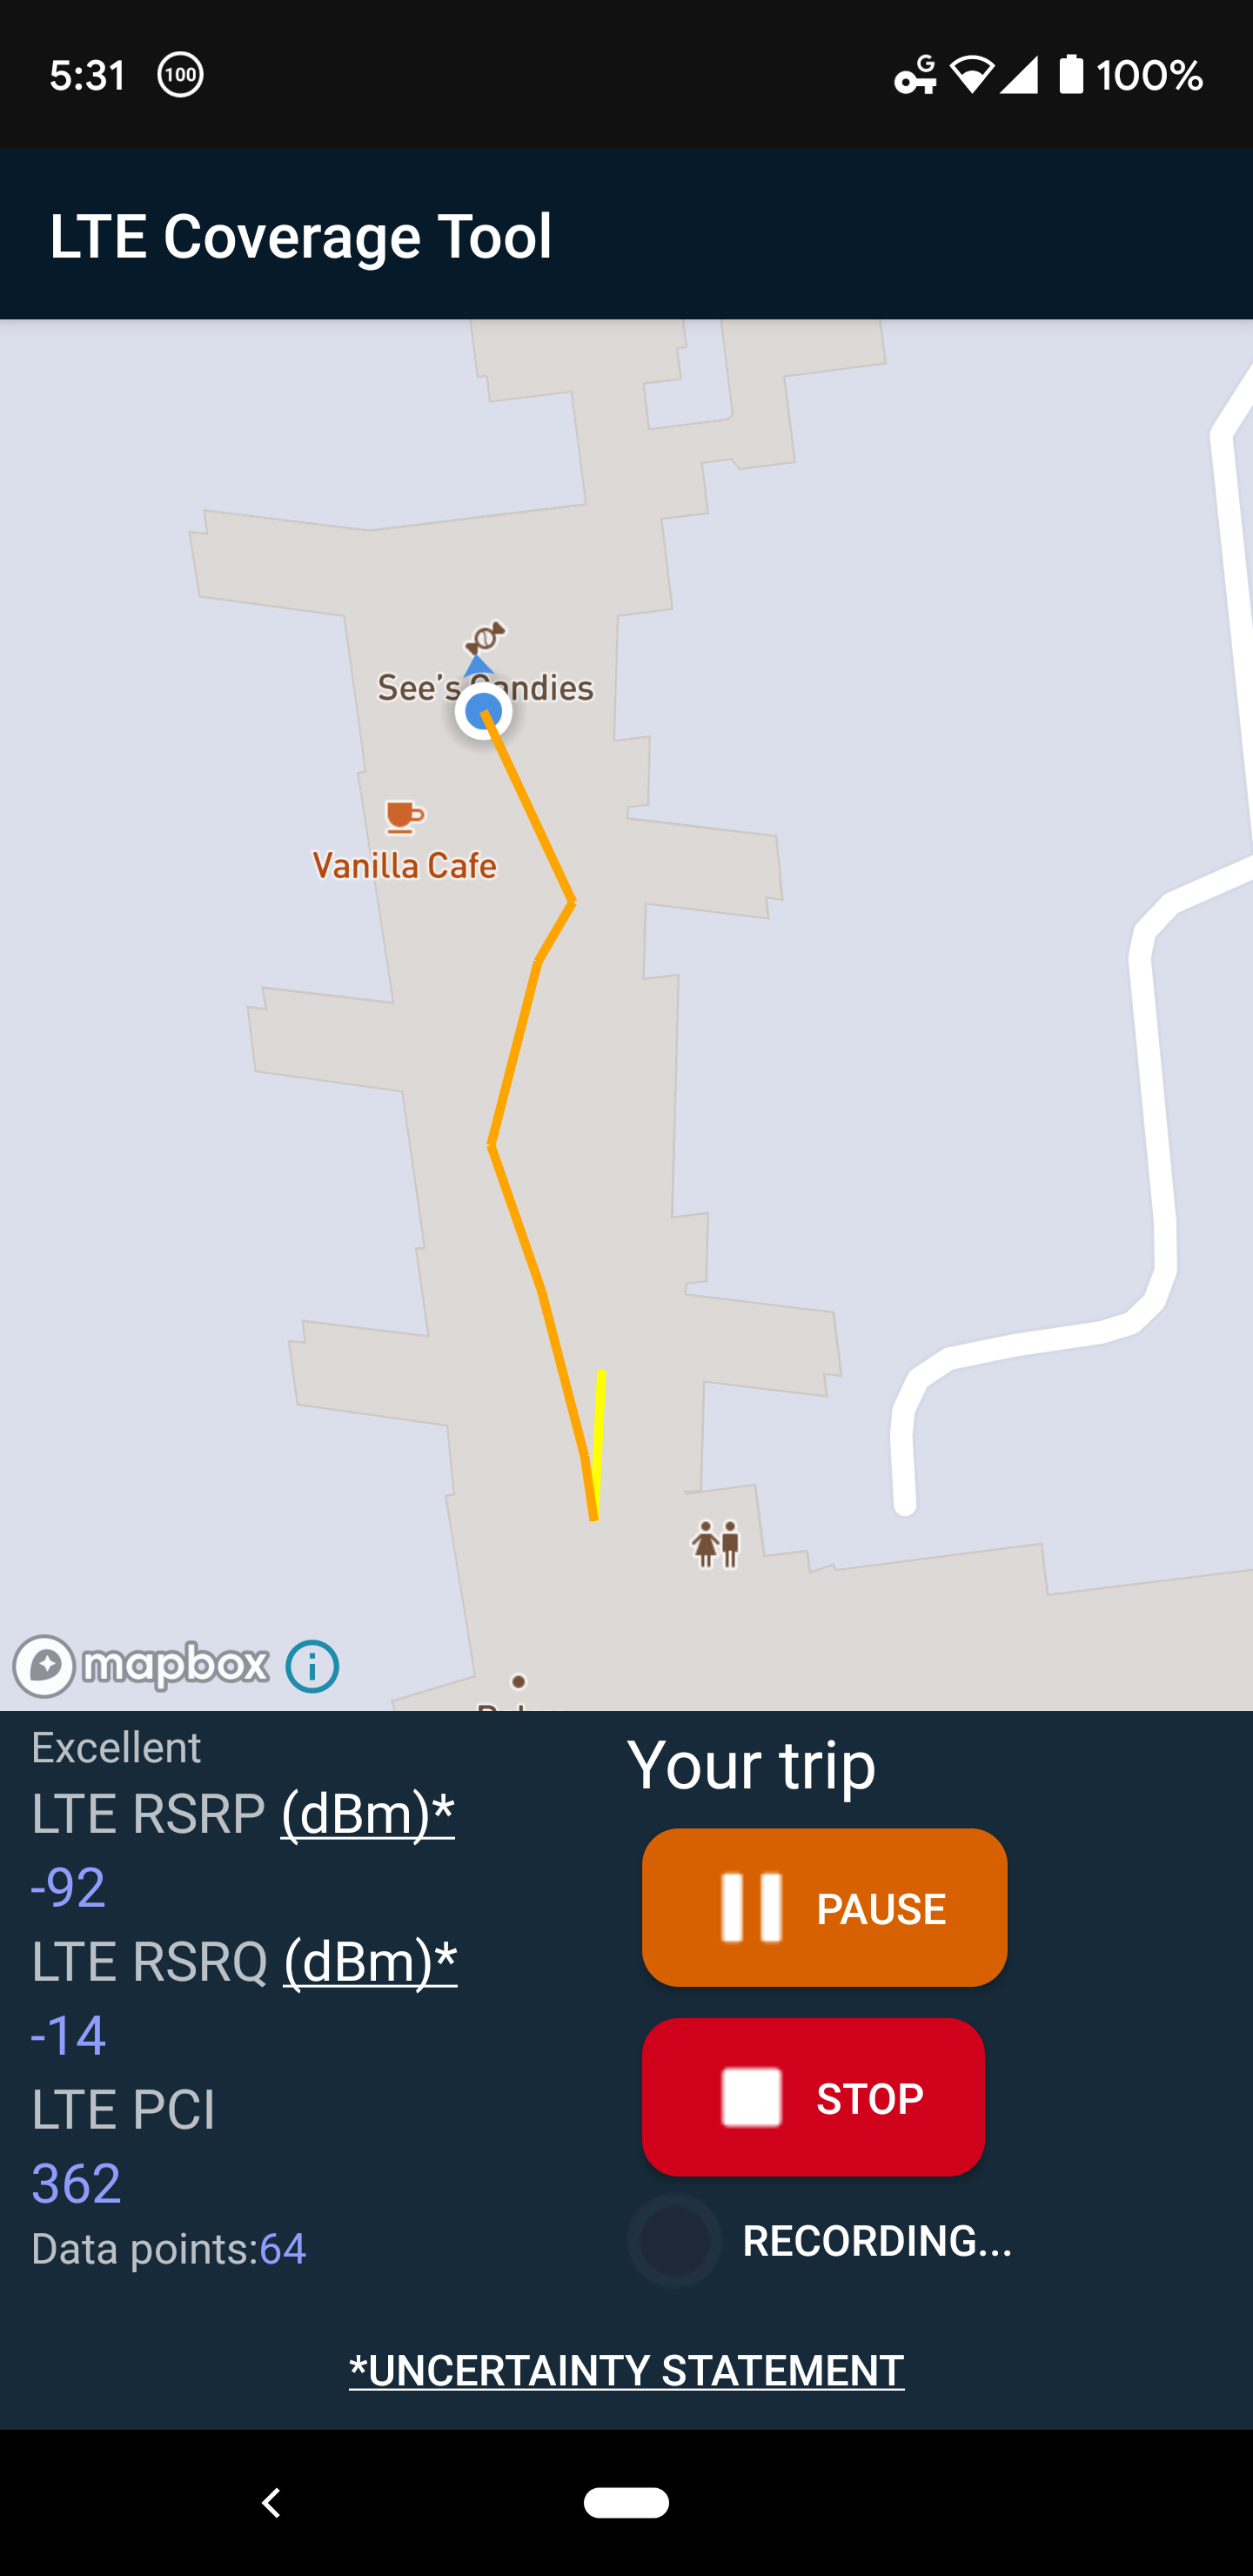 5:31 100 G 100%
LTE Coverage Tool
See's Candies
Vanilla Cafe
mapbox
Excellent
LTE RSRP (dBm)*
-92
LTE RSRQ (dBm)*
-14
LTE PCI
362
Data points:64
Your trip
PAUSE
STOP
RECORDING...
*UNCERTAINTY STATEMENT